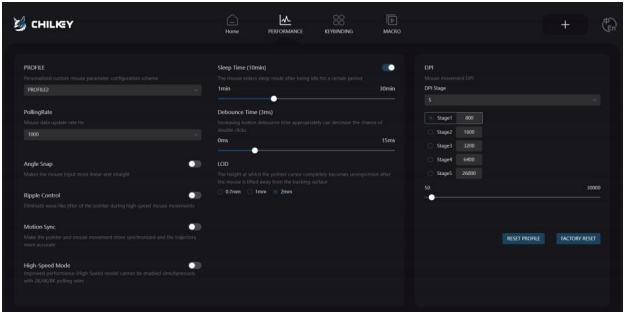 CHILKEY
Home
PERFORMANCE
KEYBINDING
MACRO
+
En
PROFILE
Personalized custom mouse parameter configuration scheme
PROFILE2
PollingRate
Mouse data update rate Hz
1000
Angle Snap
Makes the mouse input more linear and straight
Ripple Control
Eliminate wave-like jitter of the pointer during high-speed mouse movements
Motion Sync
Make the pointer and mouse movement more synchronized and the trajectory
more accurate
High-Speed Mode
Improved performance (High Speed mode) cannot be enabled simultaneously
with 2K/4K/8K polling rates
Sleep Time (10min)
The mouse enters sleep mode after being idle for a certain period
1min
30min
Debounce Time (3ms)
Increasing button debounce time appropriately can decrease the chance of
double clicks
0ms
15ms
LOD
The height at which the pointer cursor completely becomes unresponsive after
the mouse is lifted away from the tracking surface
0.7mm
1mm
2mm
DPI
Mouse movement DPI
DPI Stage
5
Stage1 800
Stage2 1600
Stage3 3200
Stage4 6400
Stage5 26000
50
30000
RESET PROFILE
FACTORY RESET